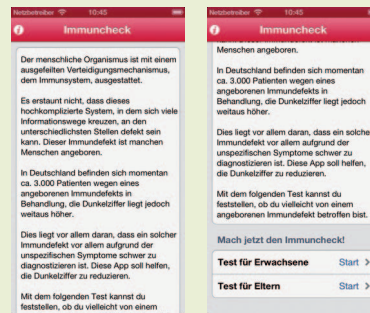 Netzbetreiber 10:45
Immuncheck
Der menschliche Organismus ist mit einem
ausgefeilten Verteidigungsmechanismus,
dem Immunsystem, ausgestattet.
Es erstaunt nicht, dass dieses
hochkomplizierte System, in dem sich viele
Informationswege kreuzen, an den
unterschiedlichsten Stellen defekt sein
kann. Dieser Immundefekt ist manchen
Menschen angeboren.
In Deutschland befinden sich momentan
ca. 3.000 Patienten wegen eines
angeborenen Immundefekts in
Behandlung, die Dunkelziffer liegt jedoch
weitaus höher.
Dies liegt vor allem daran, dass ein solcher
Immundefekt vor allem aufgrund der
unspezifischen Symptome schwer zu
diagnostizieren ist. Diese App soll helfen,
die Dunkelziffer zu reduzieren.
Mit dem folgenden Test kannst du
feststellen, ob du vielleicht von einem
Netzbetreiber 10:45
Immuncheck
Menschen angeboren.
In Deutschland befinden sich momentan
ca. 3.000 Patienten wegen eines
angeborenen Immundefekts in
Behandlung, die Dunkelziffer liegt jedoch
weitaus höher.
Dies liegt vor allem daran, dass ein solche
Immundefekt vor allem aufgrund der
unspezifischen Symptome schwer zu
diagnostizieren ist. Diese App soll helfen,
die Dunkelziffer zu reduzieren.
Mit dem folgenden Test kannst du
feststellen, ob du vielleicht von einem
angeborenen Immundefekt betroffen bist.
Mach jetzt den Immuncheck!
Test für Erwachsene Start
Test für Eltern Start